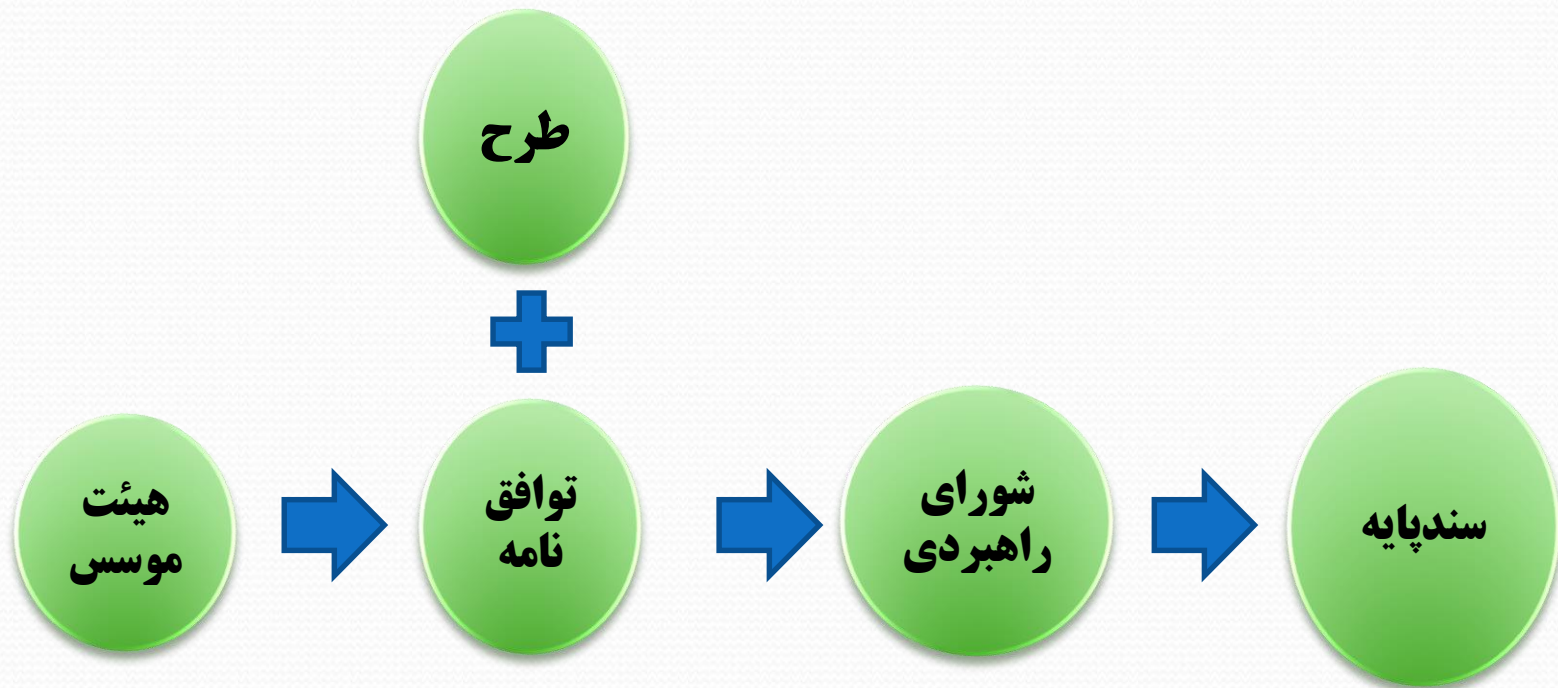 طرح
هیئت
موسس
توافق
نامه
شورای
راهبردی
سندپایه